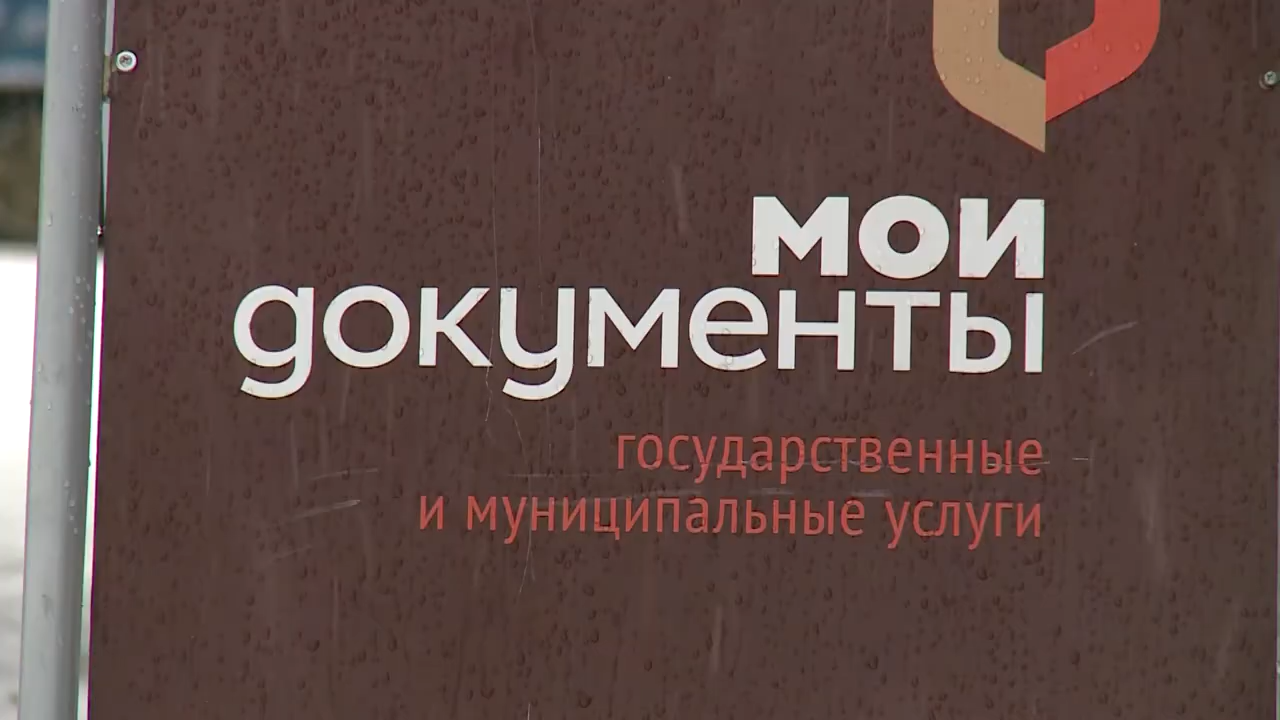 мои
документы
государственные
и муниципальные услуги